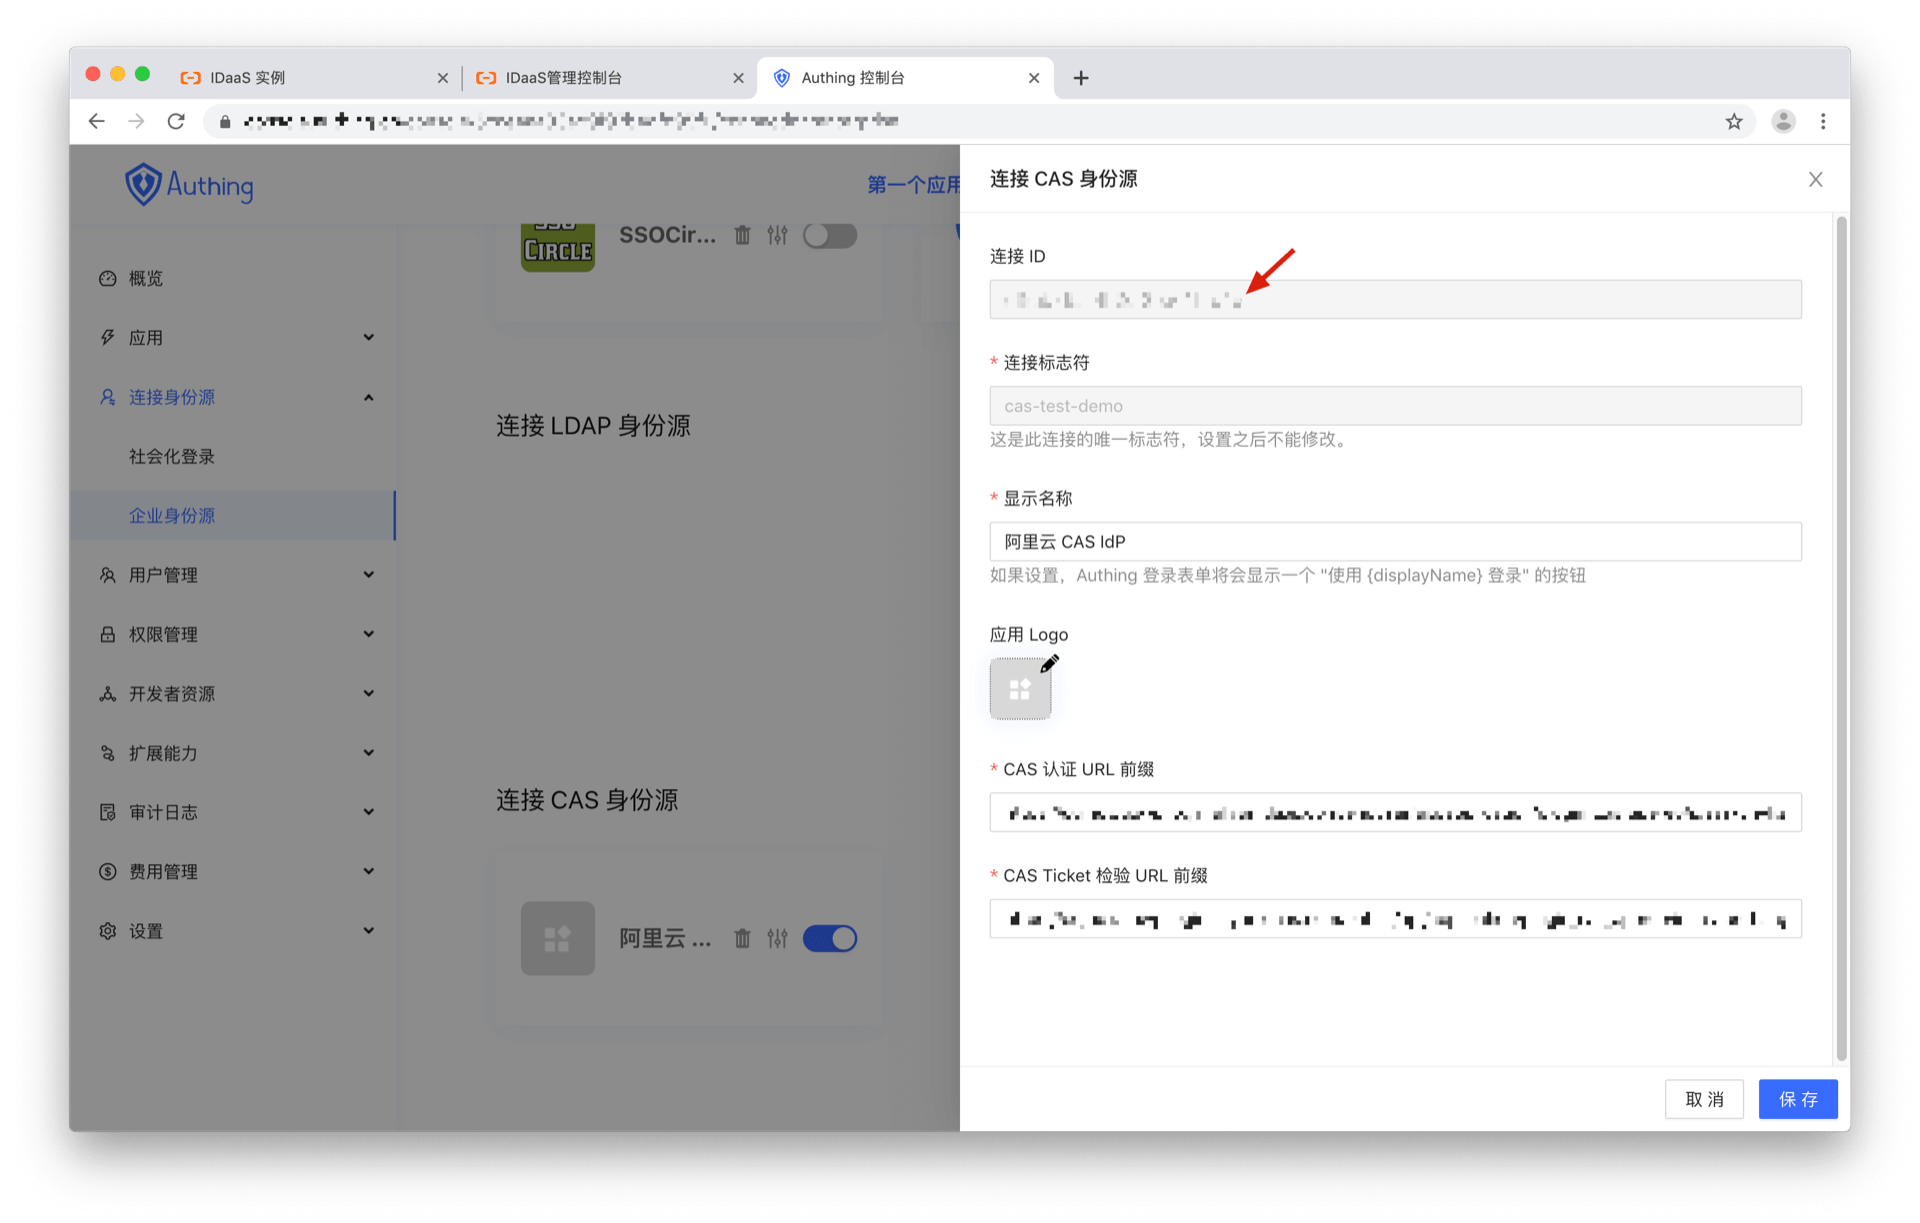 IDaaS 实例
IDaaS管理控制台
Authing 控制台
Authing
第一个应用
概览
应用
连接身份源
社会化登录
企业身份源
用户管理
权限管理
开发者资源
扩展能力
审计日志
费用管理
设置
CIRCLE
SSOCir...
连接 LDAP 身份源
连接 CAS 身份源
阿里云 ...
连接 CAS 身份源
连接 ID
* 连接标志符
cas-test-demo
这是此连接的唯一标志符，设置之后不能修改。
* 显示名称
阿里云 CAS IdP
如果设置，Authing 登录表单将会显示一个 "使用 {displayName} 登录" 的按钮
应用 Logo
* CAS 认证 URL 前缀
* CAS Ticket 检验 URL 前缀
取 消
保 存